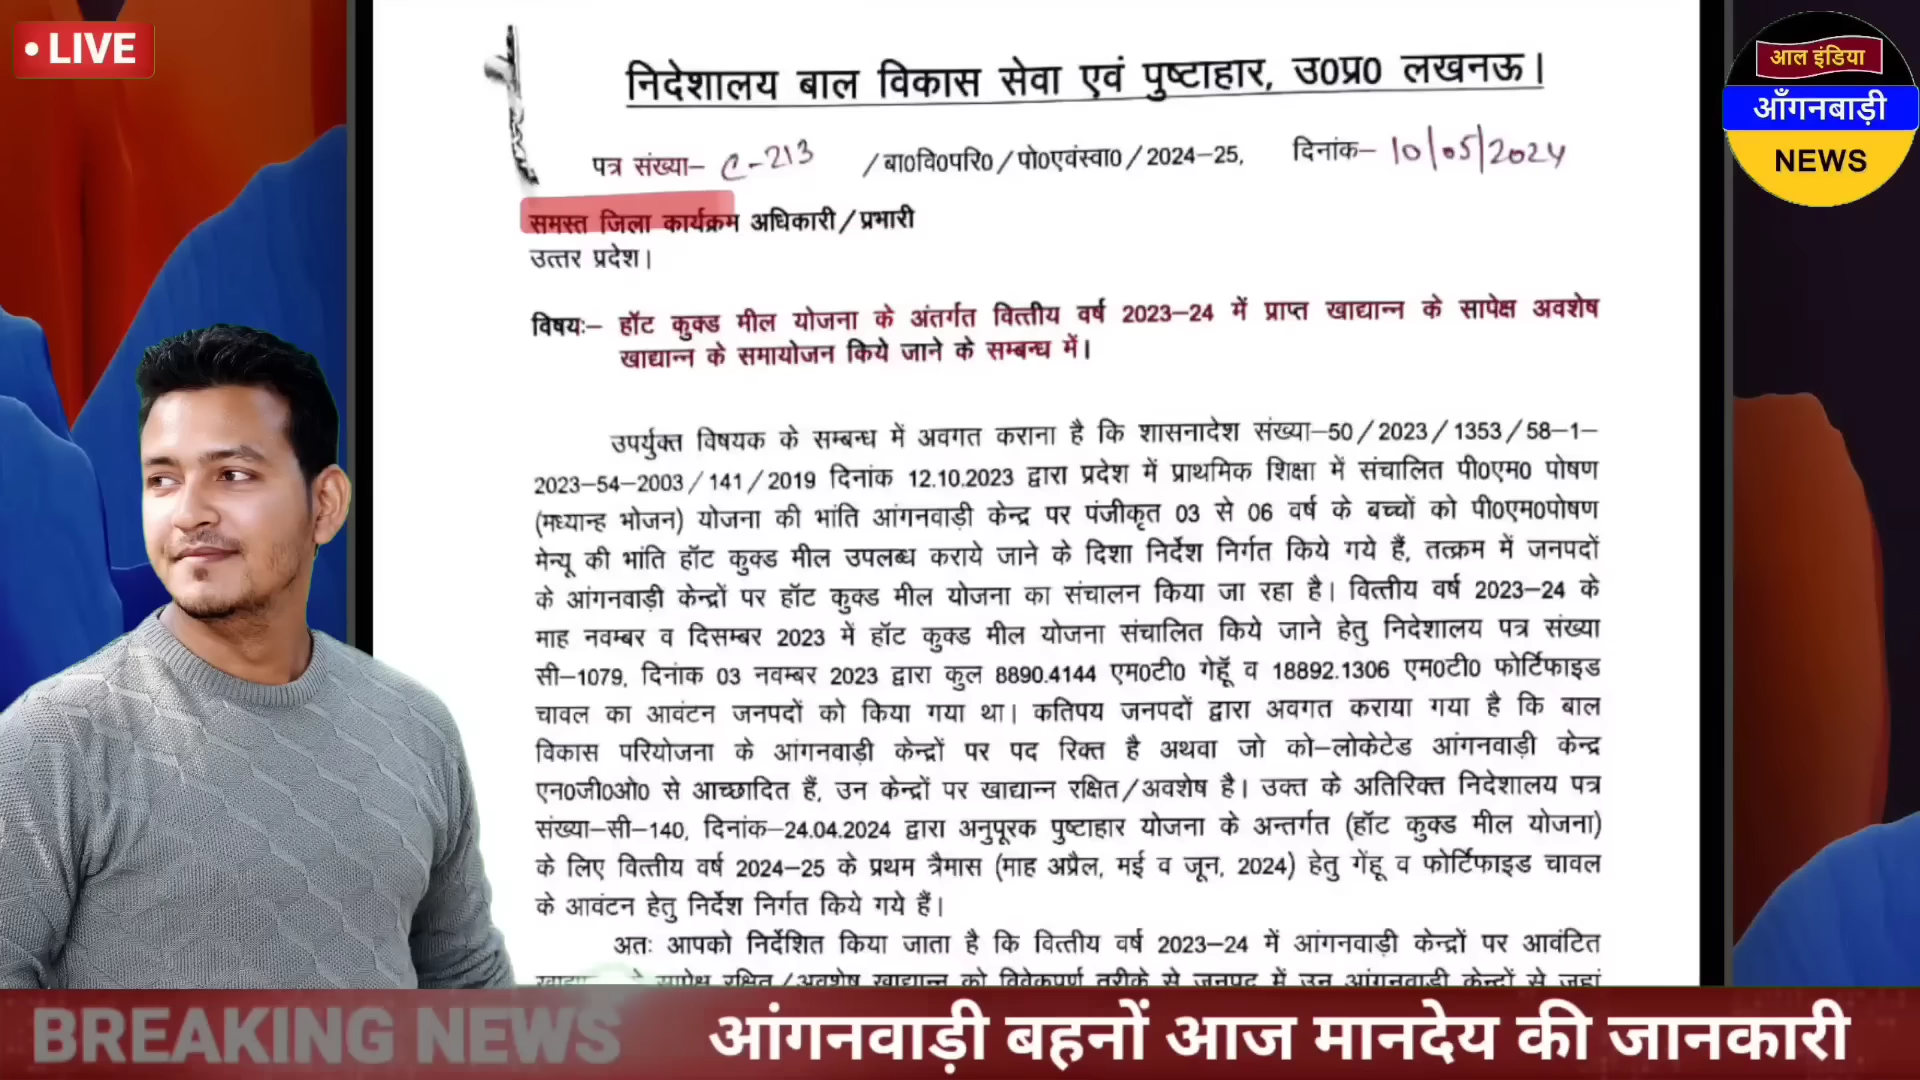 • LIVE
आल इंडिया
आँगनबाड़ी
NEWS
निदेशालय बाल विकास सेवा एवं पुष्टाहार, उ0प्र0 लखनऊ।
पत्र संख्या– C-213 /बा0वि0परि0/पो0एवंस्वा0/2024-25, दिनांक– 10/05/2024
समस्त जिला कार्यक्रम अधिकारी/प्रभारी
उत्तर प्रदेश।
विषयः– हॉट कुक्ड मील योजना के अंतर्गत वित्तीय वर्ष 2023–24 में प्राप्त खाद्यान्न के सापेक्ष अवशेष
खाद्यान्न के समायोजन किये जाने के सम्बन्ध में।
उपर्युक्त विषयक के सम्बन्ध में अवगत कराना है कि शासनादेश संख्या–50/2023/1353/58–1–
2023–54–2003/141/2019 दिनांक 12.10.2023 द्वारा प्रदेश में प्राथमिक शिक्षा में संचालित पी0एम0 पोषण
(मध्यान्ह भोजन) योजना की भांति आंगनवाड़ी केन्द्र पर पंजीकृत 03 से 06 वर्ष के बच्चों को पी0एम0पोषण
मेन्यू की भांति हॉट कुक्ड मील उपलब्ध कराये जाने के दिशा निर्देश निर्गत किये गये हैं, तत्क्रम में जनपदों
के आंगनवाड़ी केन्द्रों पर हॉट कुक्ड मील योजना का संचालन किया जा रहा है। वित्तीय वर्ष 2023–24 के
माह नवम्बर व दिसम्बर 2023 में हॉट कुक्ड मील योजना संचालित किये जाने हेतु निदेशालय पत्र संख्या
सी–1079, दिनांक 03 नवम्बर 2023 द्वारा कुल 8890.4144 एम0टी0 गेहूँ व 18892.1306 एम0टी0 फोर्टिफाइड
चावल का आवंटन जनपदों को किया गया था। कतिपय जनपदों द्वारा अवगत कराया गया है कि बाल
विकास परियोजना के आंगनवाड़ी केन्द्रों पर पद रिक्त है अथवा जो को–लोकेटेड आंगनवाड़ी केन्द्र
एन0जी0ओ0 से आच्छादित हैं, उन केन्द्रों पर खाद्यान्न रक्षित/अवशेष है। उक्त के अतिरिक्त निदेशालय पत्र
संख्या–सी–140, दिनांक–24.04.2024 द्वारा अनुपूरक पुष्टाहार योजना के अन्तर्गत (हॉट कुक्ड मील योजना)
के लिए वित्तीय वर्ष 2024–25 के प्रथम त्रैमास (माह अप्रैल, मई व जून, 2024) हेतु गेंहू व फोर्टिफाइड चावल
के आवंटन हेतु निर्देश निर्गत किये गये हैं।
अतः आपको निर्देशित किया जाता है कि वित्तीय वर्ष 2023–24 में आंगनवाड़ी केन्द्रों पर आवंटित
सापेक्ष रक्षित/अवशेष खाद्यान्न को विवेकपूर्ण तरीके से जनपद में उन आंगनवाडी केन्द्रों से जहां
BREAKING NEWS
आंगनवाड़ी बहनों आज मानदेय की जानकारी